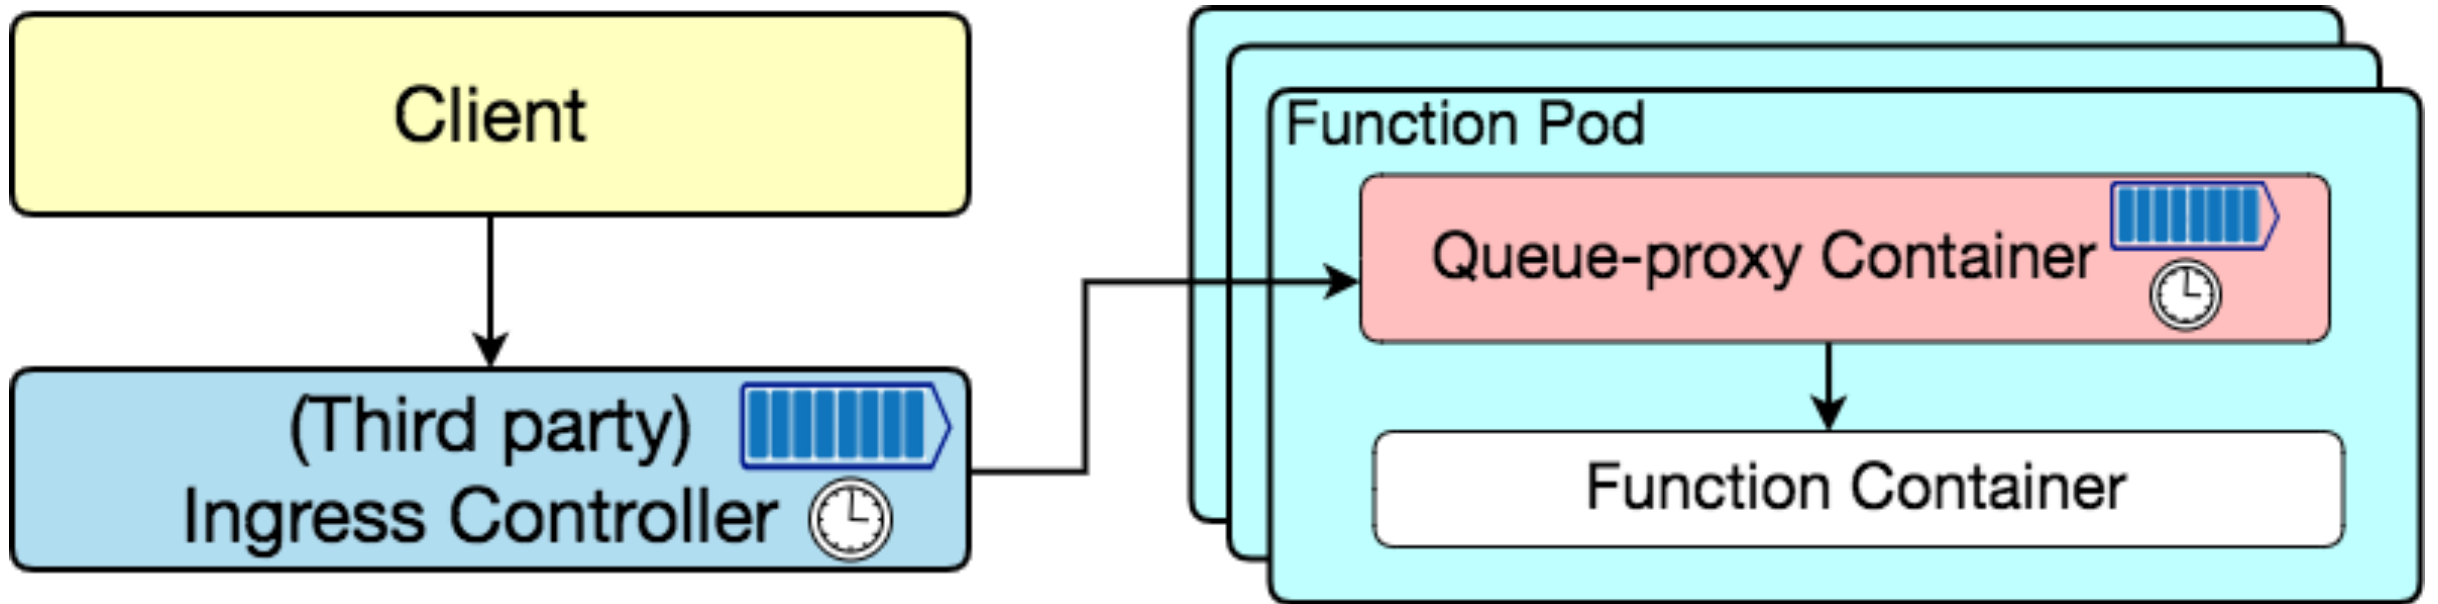 Client
(Third party)
Ingress Controller
Function Pod
Queue-proxy Container
Function Container